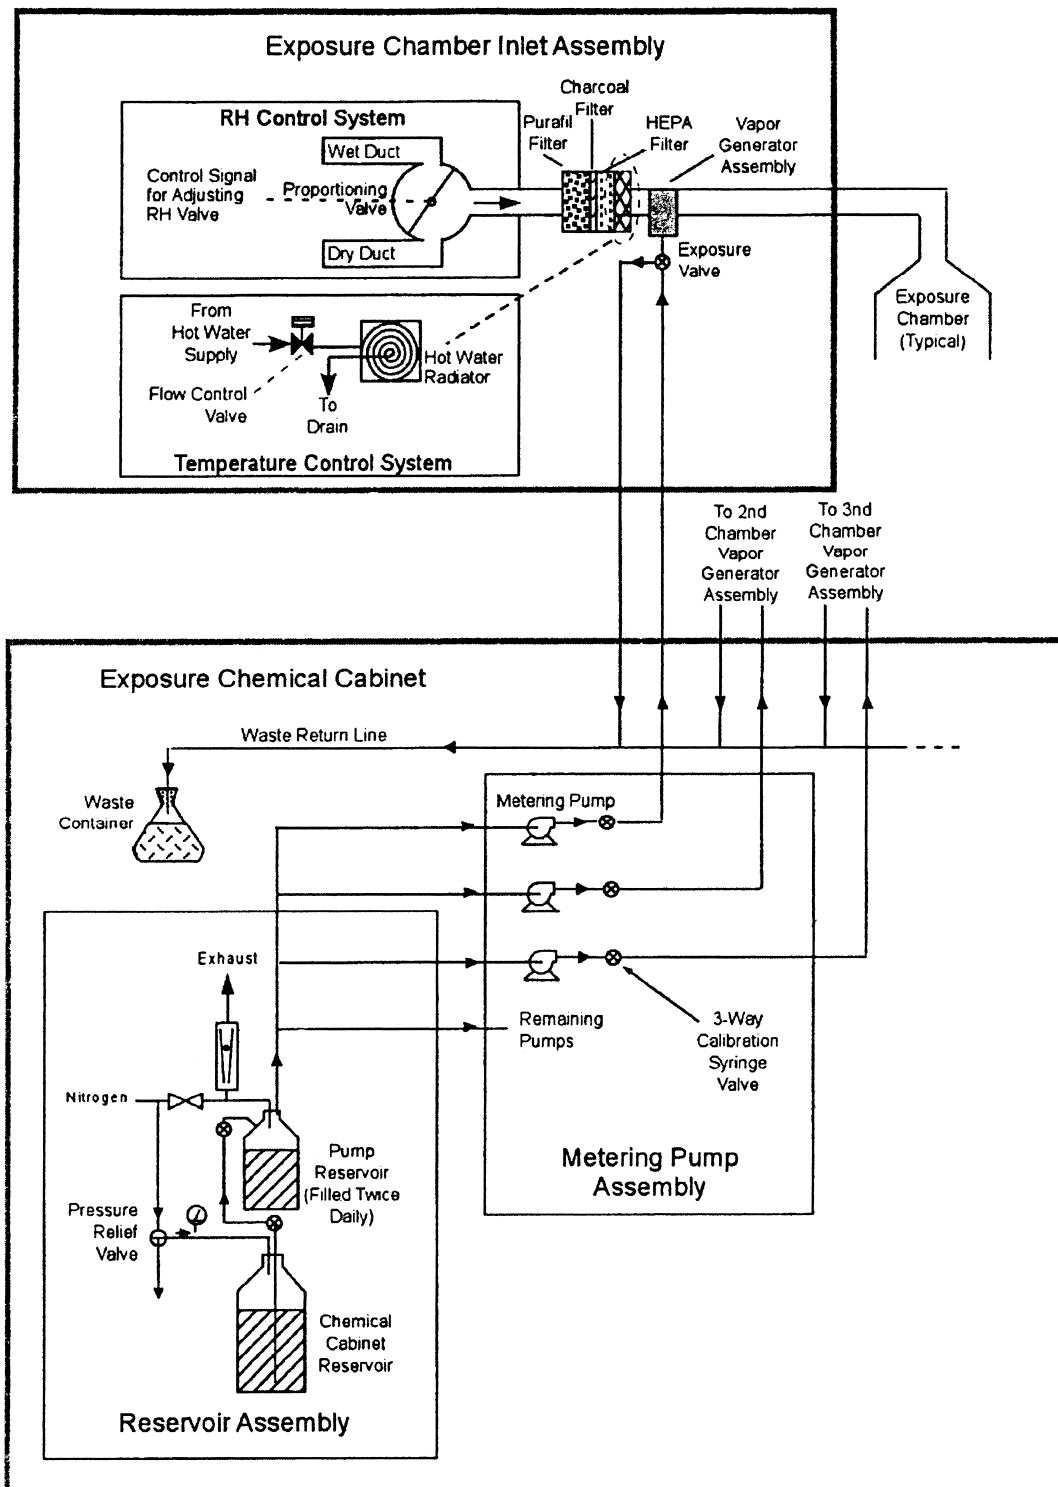 Exposure Chamber Inlet Assembly
RH Control System
Wet Duct
Control Signal
for Adjusting
RH Valve
Proportioning
Valve
Dry Duct
Purafil
Filter
Charcoal
Filter
HEPA
Filter
Vapor
Generator
Assembly
Exposure
Valve
Exposure
Chamber
(Typical)
From
Hot Water
Supply
Hot Water
Radiator
Flow Control
Valve
To
Drain
Temperature Control System
To 2nd
Chamber
Vapor
Generator
Assembly
To 3nd
Chamber
Vapor
Generator
Assembly
Exposure Chemical Cabinet
Waste Return Line
Waste
Container
Metering Pump
Remaining
Pumps
3-Way
Calibration
Syringe
Valve
Metering Pump
Assembly
Exhaust
Nitrogen
Pump
Reservoir
(Filled Twice
Daily)
Pressure
Relief
Valve
Chemical
Cabinet
Reservoir
Reservoir Assembly